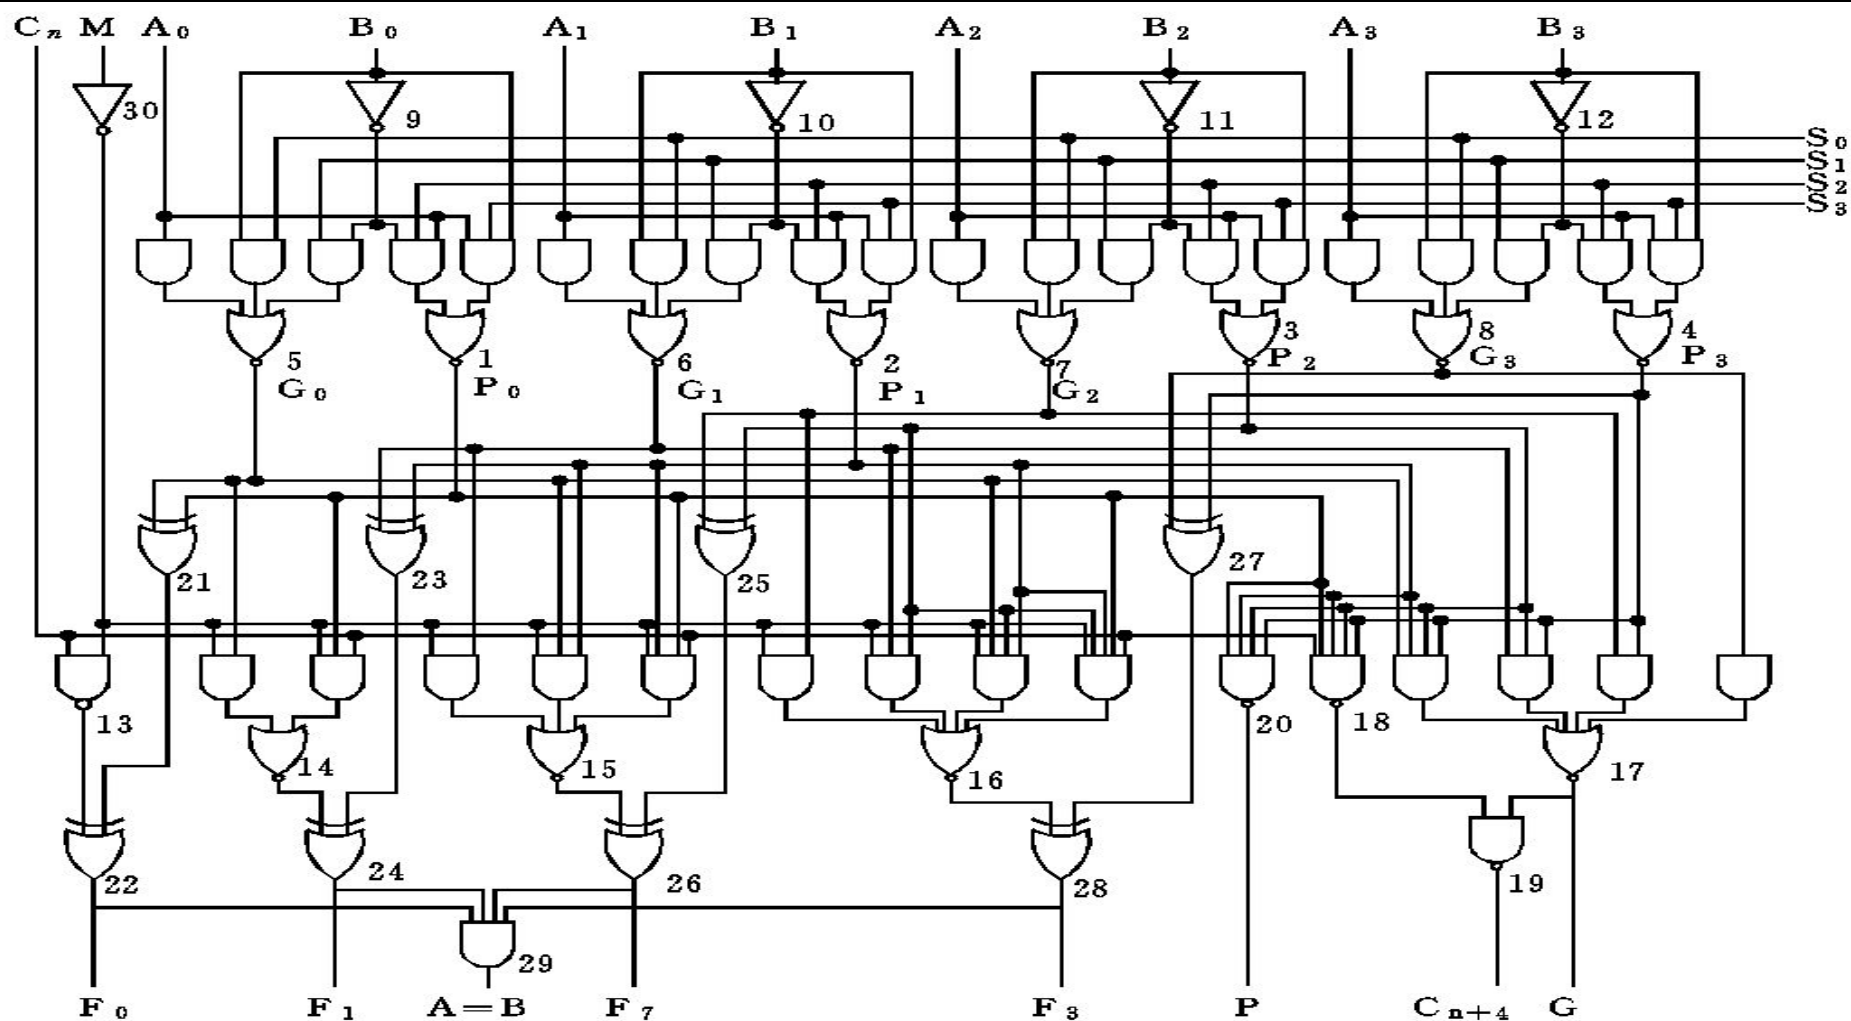 Cn M A0 B0 A1 B1 A2 B2 A3 B3
30 9 10 11 12
S0
S1
S2
S3
5 1 6 2 7 3 8 4
G0 P0 G1 P1 G2 P2 G3 P3
21 23 25 27
13 14 15 16 20 18 17
22 24 26 28 19
29
F0 F1 A=B F7 F3 P Cn+4 G